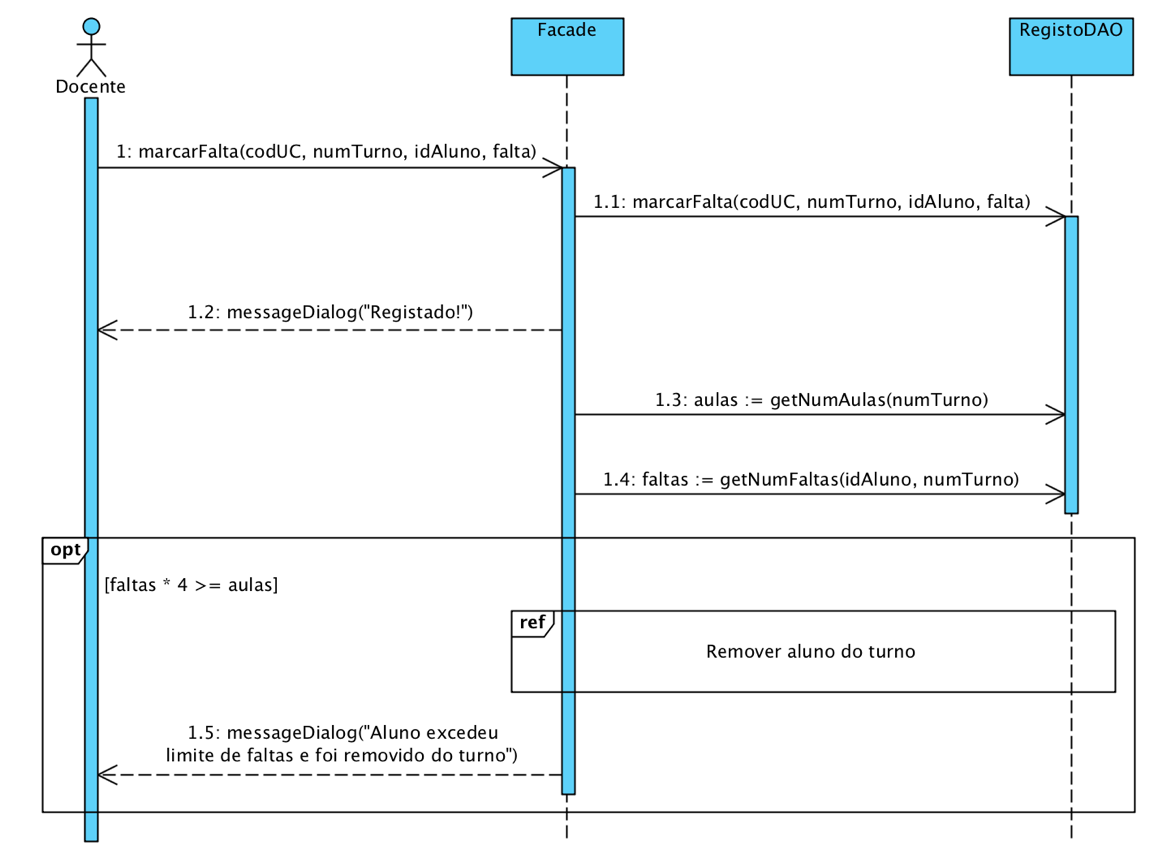 Facade
RegistoDAO
Docente
1: marcarFalta(codUC, numTurno, idAluno, falta)
1.1: marcarFalta(codUC, numTurno, idAluno, falta)
1.2: messageDialog("Registado!")
1.3: aulas := getNumAulas(numTurno)
1.4: faltas := getNumFaltas(idAluno, numTurno)
opt
[faltas * 4 >= aulas]
ref
Remover aluno do turno
1.5: messageDialog("Aluno excedeu
limite de faltas e foi removido do turno")